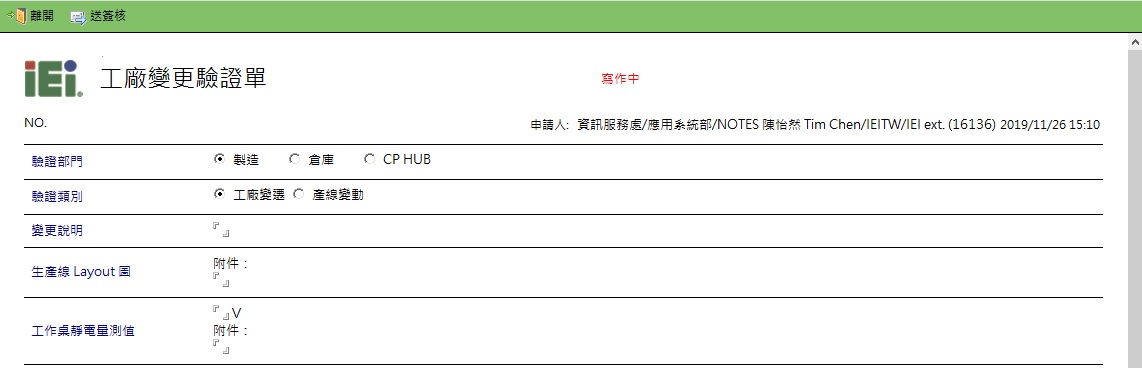 離開 送簽核
iEi 工廠變更驗證單 寫作中
NO. 申請人: 資訊服務處/應用系統部/NOTES 陳怡然 Tim Chen/IEITW/IEI ext. (16136) 2019/11/26 15:10
驗證部門 製造 倉庫 CP HUB
驗證類別 工廠變遷 產線變動
變更說明 『 』
生產線 Layout 圖 附件：
『 』
工作桌靜電量測值 『 』V
附件：
『 』